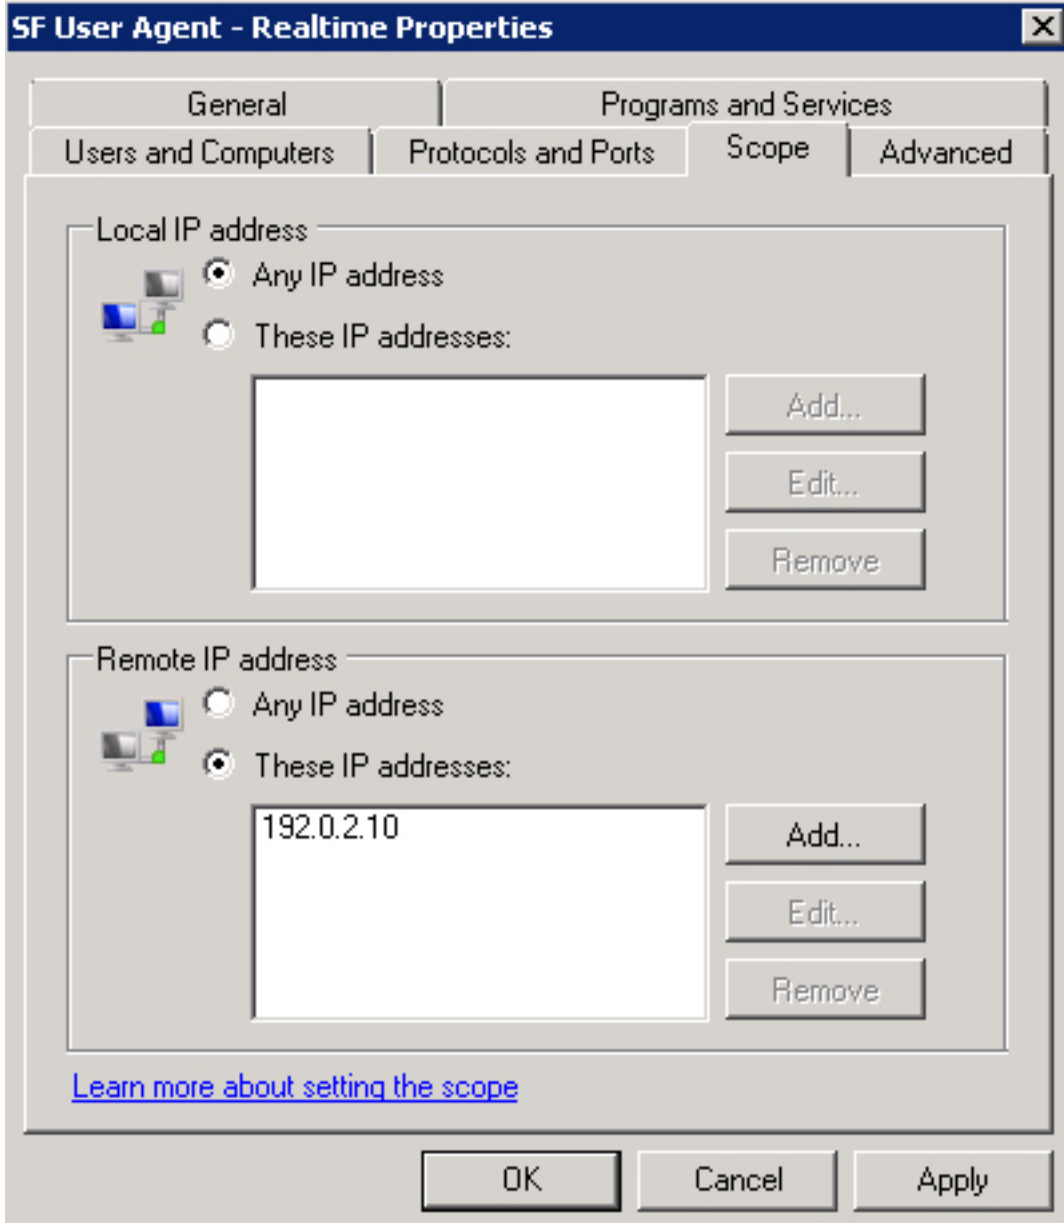 SF User Agent - Realtime Properties
General
Programs and Services
Users and Computers
Protocols and Ports
Scope
Advanced
Local IP address
Any IP address
These IP addresses:
Add...
Edit...
Remove
Remote IP address
Any IP address
These IP addresses:
192.0.2.10
Add...
Edit...
Remove
Learn more about setting the scope
OK
Cancel
Apply